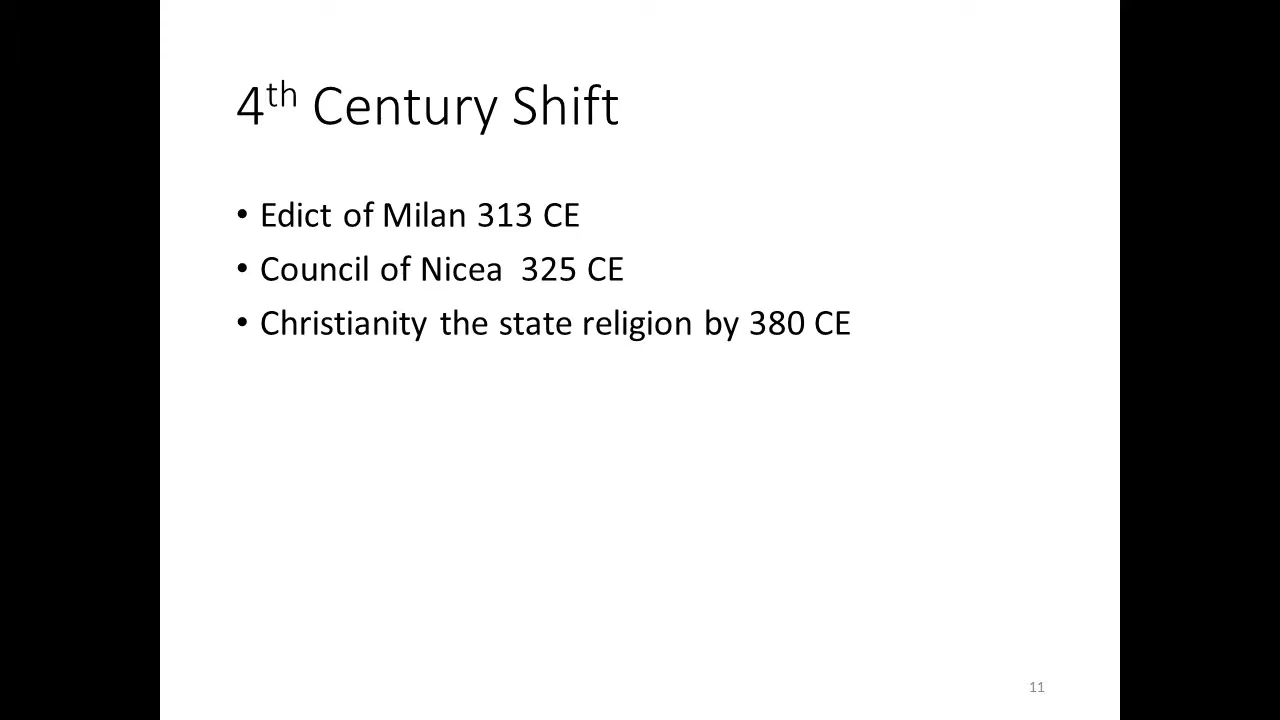 4th Century Shift
• Edict of Milan 313 CE
• Council of Nicea  325 CE
• Christianity the state religion by 380 CE
11